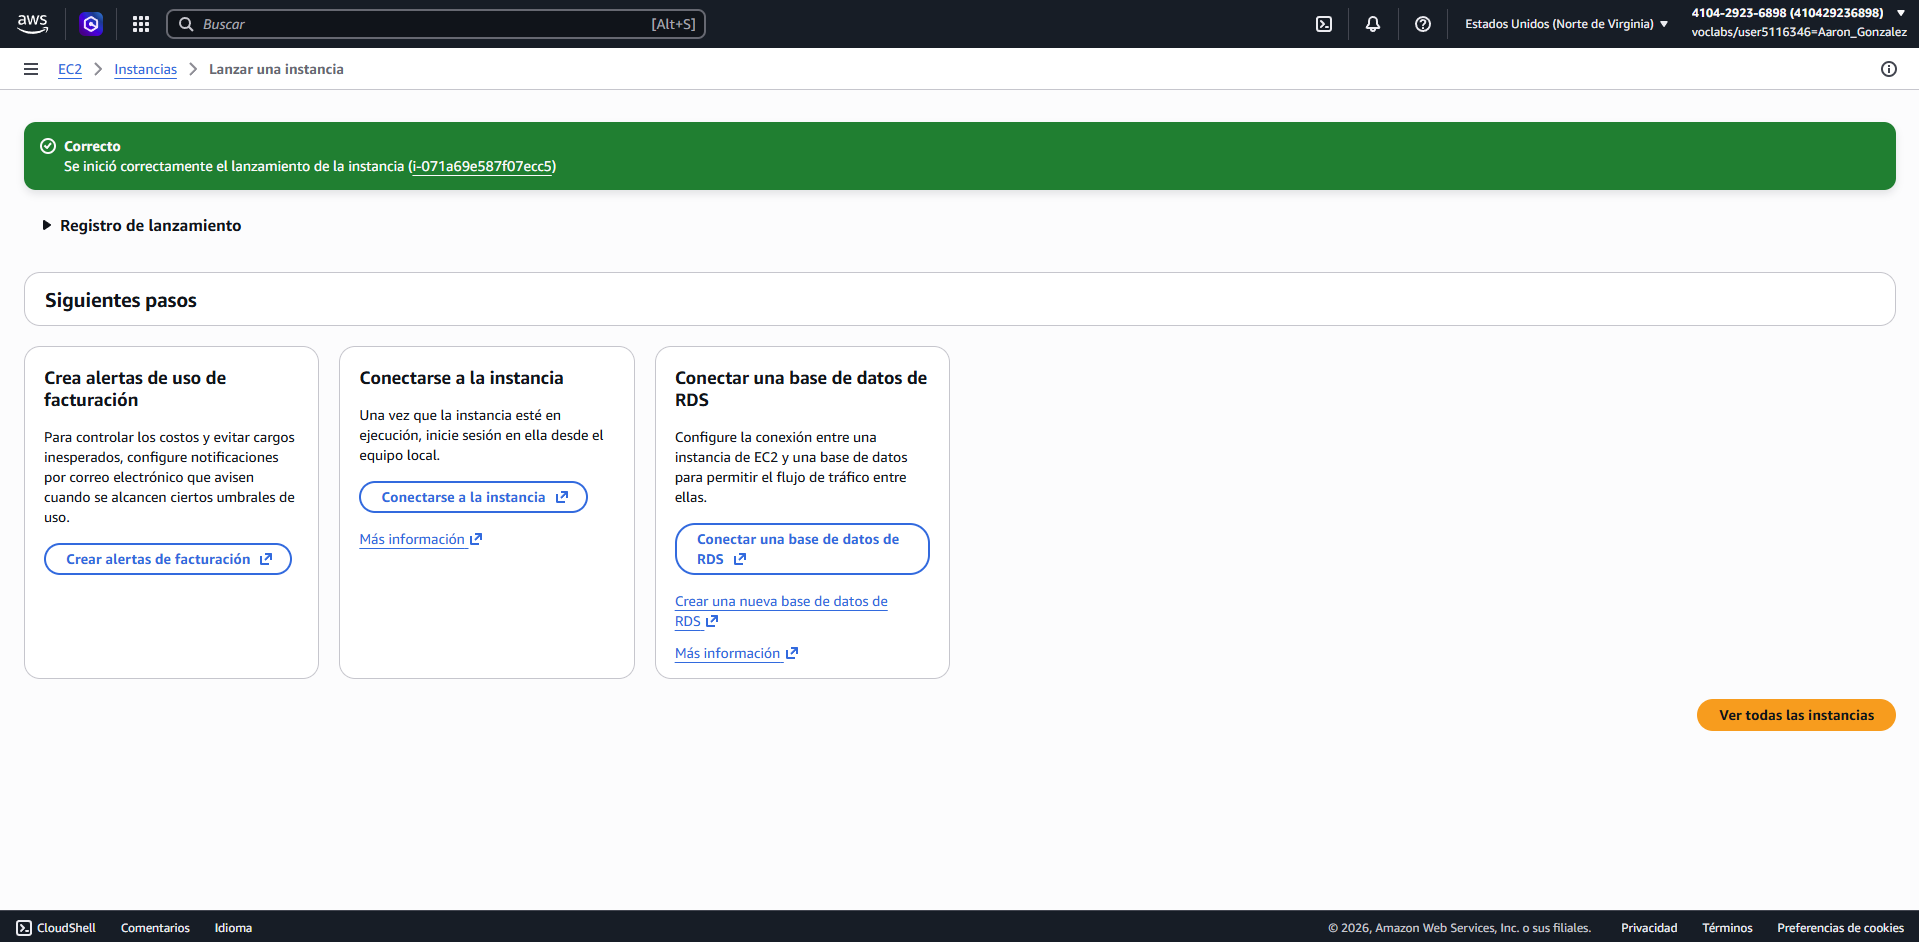 aws
Buscar
[Alt+S]
Estados Unidos (Norte de Virginia)
4104-2923-6898 (410429236898)
voclabs/user5116346=Aaron_Gonzalez
EC2
Instancias
Lanzar una instancia
Correcto
Se inició correctamente el lanzamiento de la instancia (i-071a69e587f07ecc5)
Registro de lanzamiento
Siguientes pasos
Crea alertas de uso de
facturación
Para controlar los costos y evitar cargos
inesperados, configure notificaciones
por correo electrónico que avisen
cuando se alcancen ciertos umbrales de
uso.
Crear alertas de facturación
Conectarse a la instancia
Una vez que la instancia esté en
ejecución, inicie sesión en ella desde el
equipo local.
Conectarse a la instancia
Más información
Conectar una base de datos de
RDS
Configure la conexión entre una
instancia de EC2 y una base de datos
para permitir el flujo de tráfico entre
ellas.
Conectar una base de datos de
RDS
Crear una nueva base de datos de
RDS
Más información
Ver todas las instancias
CloudShell
Comentarios
Idioma
© 2026, Amazon Web Services, Inc. o sus filiales.
Privacidad
Términos
Preferencias de cookies